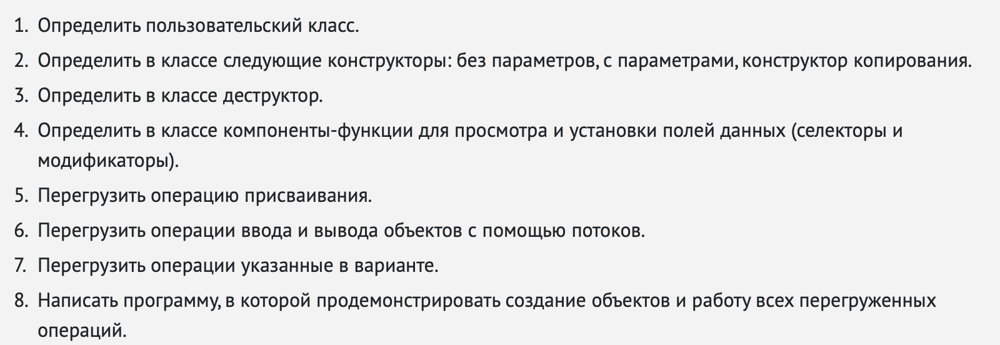 1. Определить пользовательский класс.
2. Определить в классе следующие конструкторы: без параметров, с параметрами, конструктор копирования.
3. Определить в классе деструктор.
4. Определить в классе компоненты-функции для просмотра и установки полей данных (селекторы и
модификаторы).
5. Перегрузить операцию присваивания.
6. Перегрузить операции ввода и вывода объектов с помощью потоков.
7. Перегрузить операции указанные в варианте.
8. Написать программу, в которой продемонстрировать создание объектов и работу всех перегруженных
операций.